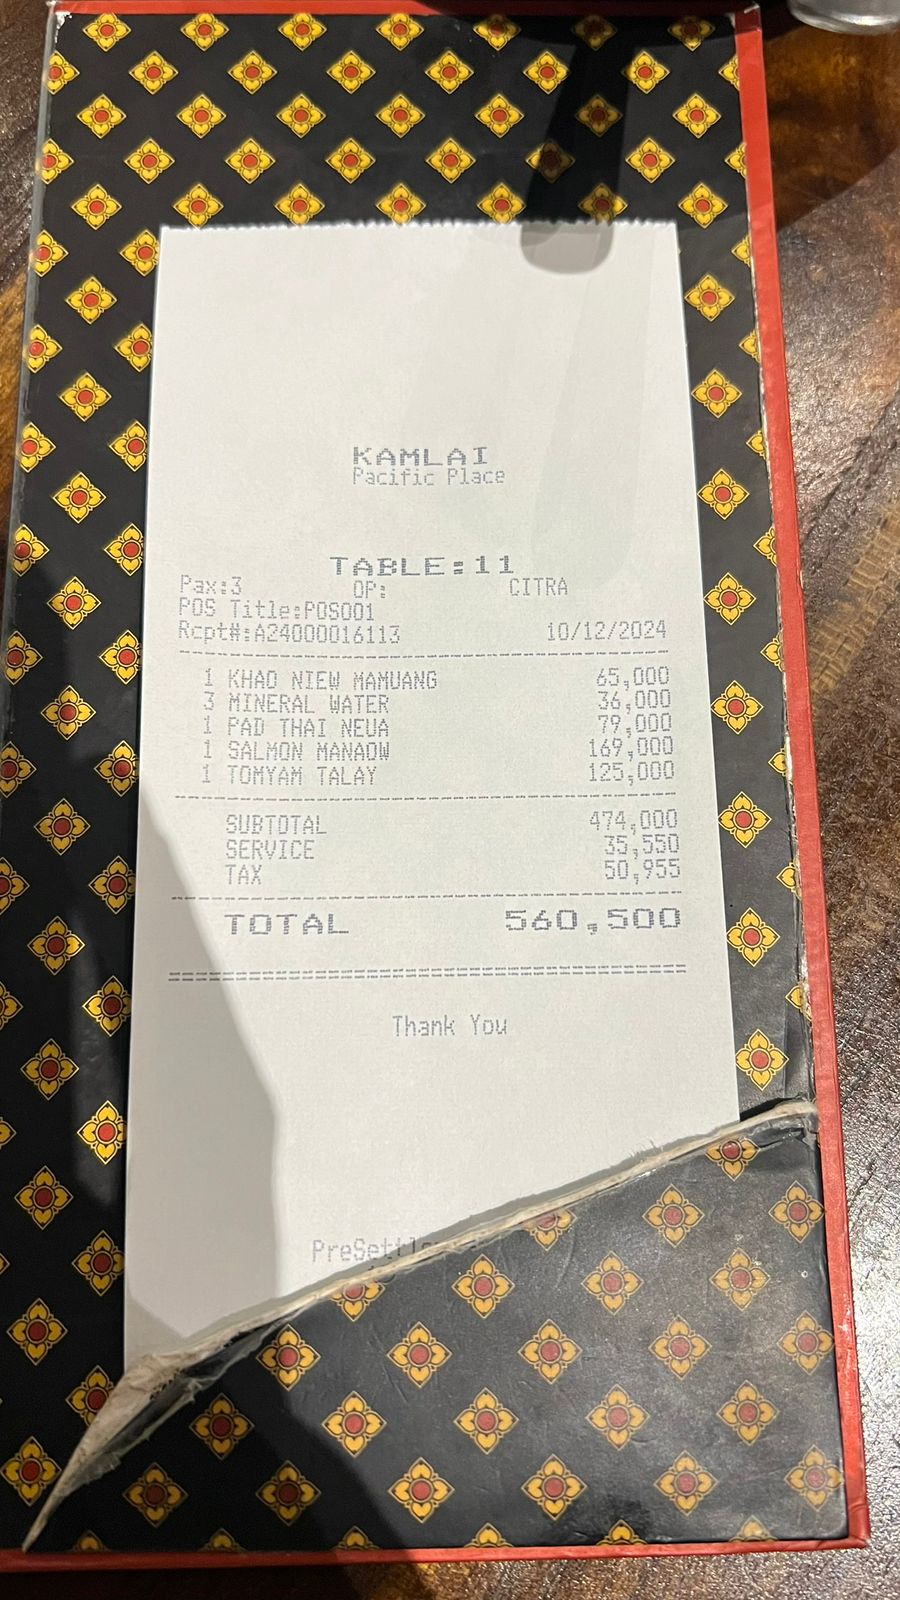 KAMLAI
Pacific Place
TABLE:11
Pax:3 OP: CITRA
POS Title:POS001
Rcpt#:A24000016113 10/12/2024
1 KHAO NIEW MAMUANG 65,000
3 MINERAL WATER 36,000
1 PAD THAI NEUA 79,000
1 SALMON MANAOW 169,000
1 TOMYAM TALAY 125,000
SUBTOTAL 474,000
SERVICE 35,550
TAX 50,955
TOTAL 560,500
Thank You